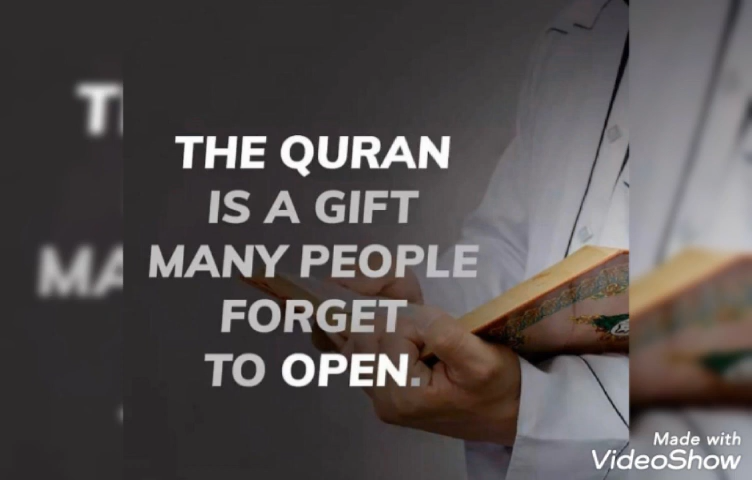 THE QURAN
IS A GIFT
MANY PEOPLE
FORGET
TO OPEN.
Made with
VideoShow